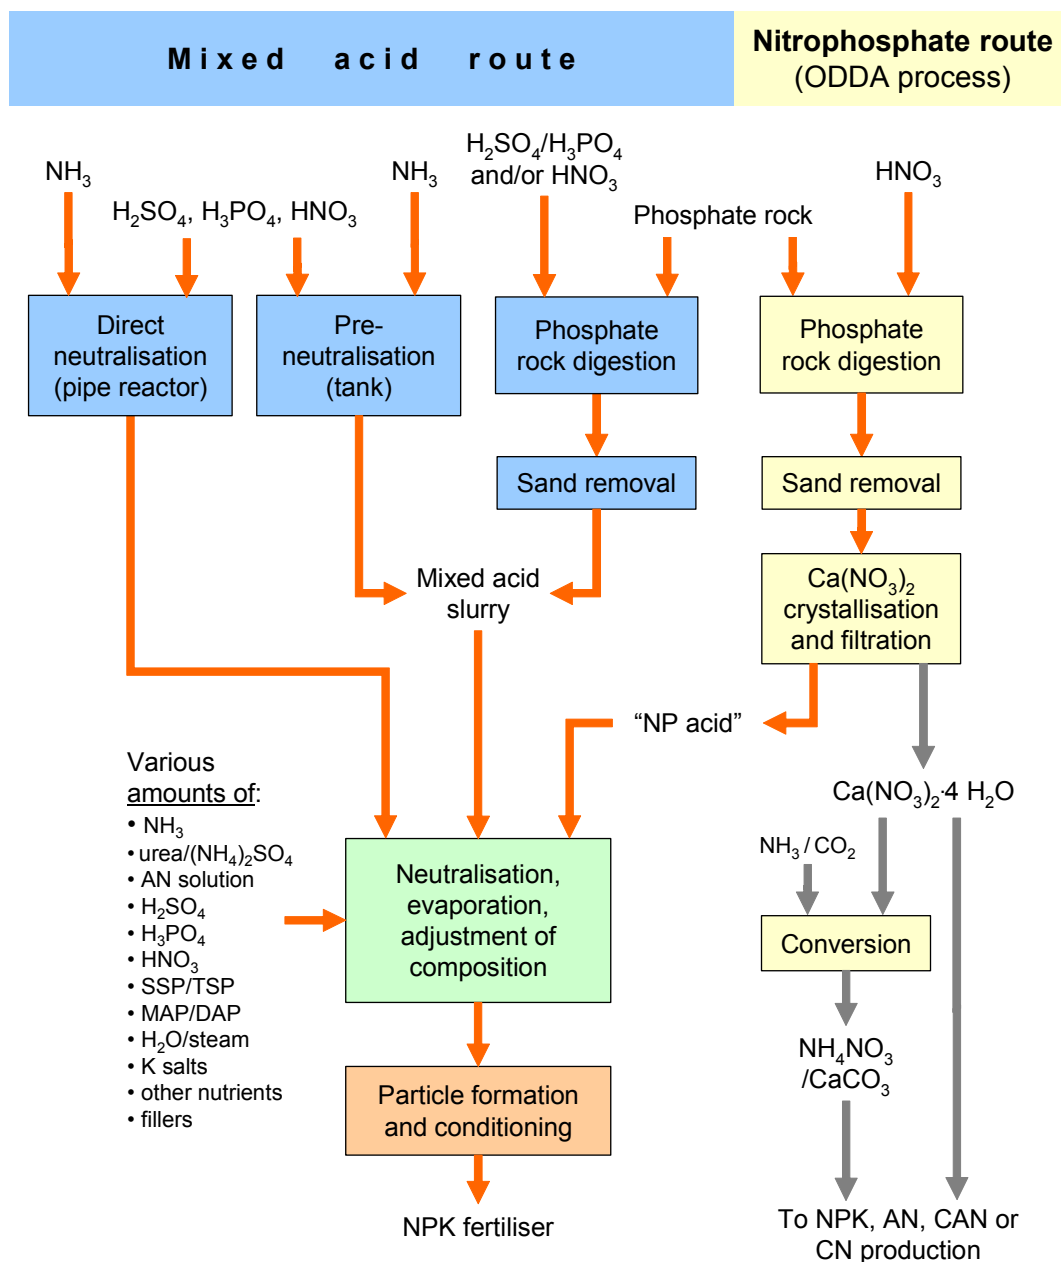 Mixed acid route
Nitrophosphate route
(ODDA process)
NH₃
H₂SO₄, H₃PO₄, HNO₃
NH₃
H₂SO₄/H₃PO₄
and/or HNO₃
Phosphate rock
HNO₃
Direct
neutralisation
(pipe reactor)
Pre-
neutralisation
(tank)
Phosphate
rock digestion
Phosphate
rock digestion
Sand removal
Sand removal
Mixed acid
slurry
Ca(NO₃)₂
crystallisation
and filtration
“NP acid”
Various
amounts of:
• NH₃
• urea/(NH₄)₂SO₄
• AN solution
• H₂SO₄
• H₃PO₄
• HNO₃
• SSP/TSP
• MAP/DAP
• H₂O/steam
• K salts
• other nutrients
• fillers
Neutralisation,
evaporation,
adjustment of
composition
Ca(NO₃)₂·4 H₂O
NH₃ / CO₂
Conversion
NH₄NO₃
/CaCO₃
Particle formation
and conditioning
NPK fertiliser
To NPK, AN, CAN or
CN production